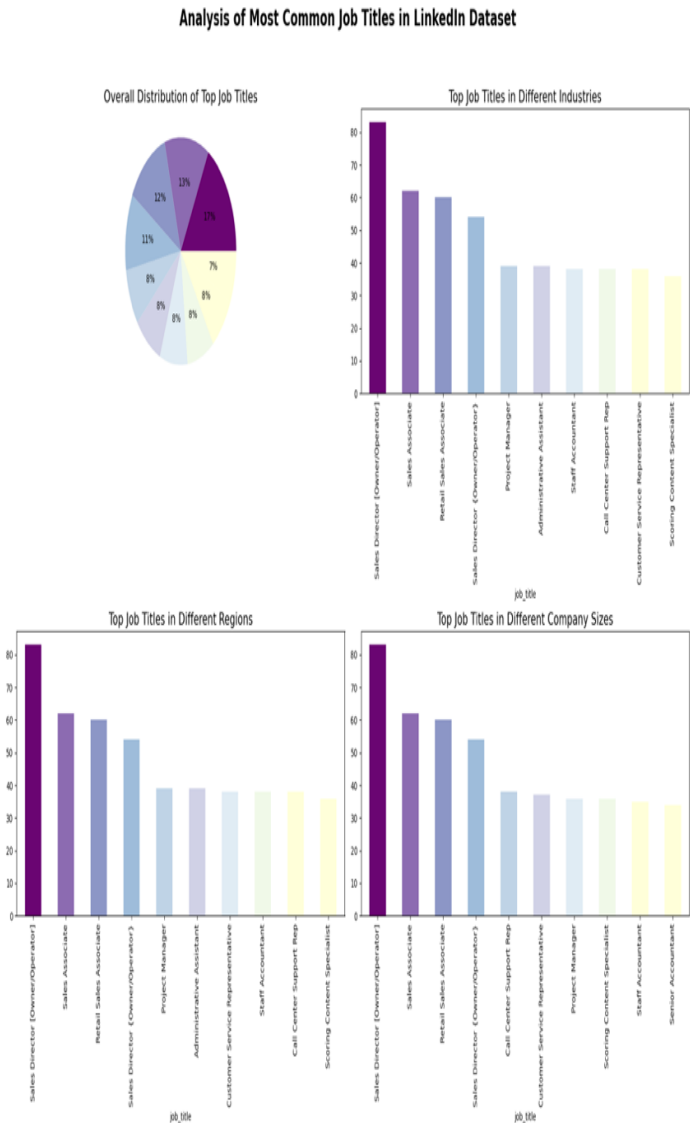 Analysis of Most Common Job Titles in LinkedIn Dataset
Overall Distribution of Top Job Titles
17%
13%
12%
11%
8%
8%
8%
8%
8%
7%
Top Job Titles in Different Industries
80
70
60
50
40
30
20
10
0
Sales Director [Owner/Operator]
Sales Associate
Retail Sales Associate
Sales Director {Owner/Operator}
Project Manager
Administrative Assistant
Staff Accountant
Call Center Support Rep
Customer Service Representative
Scoring Content Specialist
job_title
Top Job Titles in Different Regions
80
70
60
50
40
30
20
10
0
Sales Director [Owner/Operator]
Sales Associate
Retail Sales Associate
Sales Director {Owner/Operator}
Project Manager
Administrative Assistant
Customer Service Representative
Staff Accountant
Call Center Support Rep
Scoring Content Specialist
job_title
Top Job Titles in Different Company Sizes
80
70
60
50
40
30
20
10
0
Sales Director [Owner/Operator]
Sales Associate
Retail Sales Associate
Sales Director {Owner/Operator}
Call Center Support Rep
Customer Service Representative
Project Manager
Scoring Content Specialist
Staff Accountant
Senior Accountant
job_title